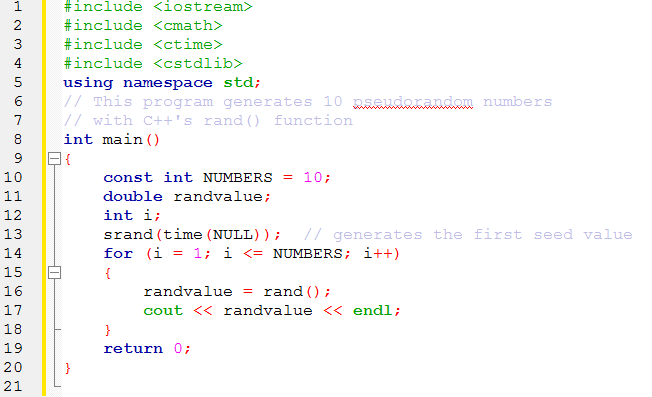 1 #include <iostream>
2 #include <cmath>
3 #include <ctime>
4 #include <cstdlib>
5 using namespace std;
6 // This program generates 10 pseudorandom numbers
7 // with C++'s rand() function
8 int main()
9 {
10     const int NUMBERS = 10;
11     double randvalue;
12     int i;
13     srand(time(NULL));  // generates the first seed value
14     for (i = 1; i <= NUMBERS; i++)
15     {
16         randvalue = rand();
17         cout << randvalue << endl;
18     }
19     return 0;
20 }
21